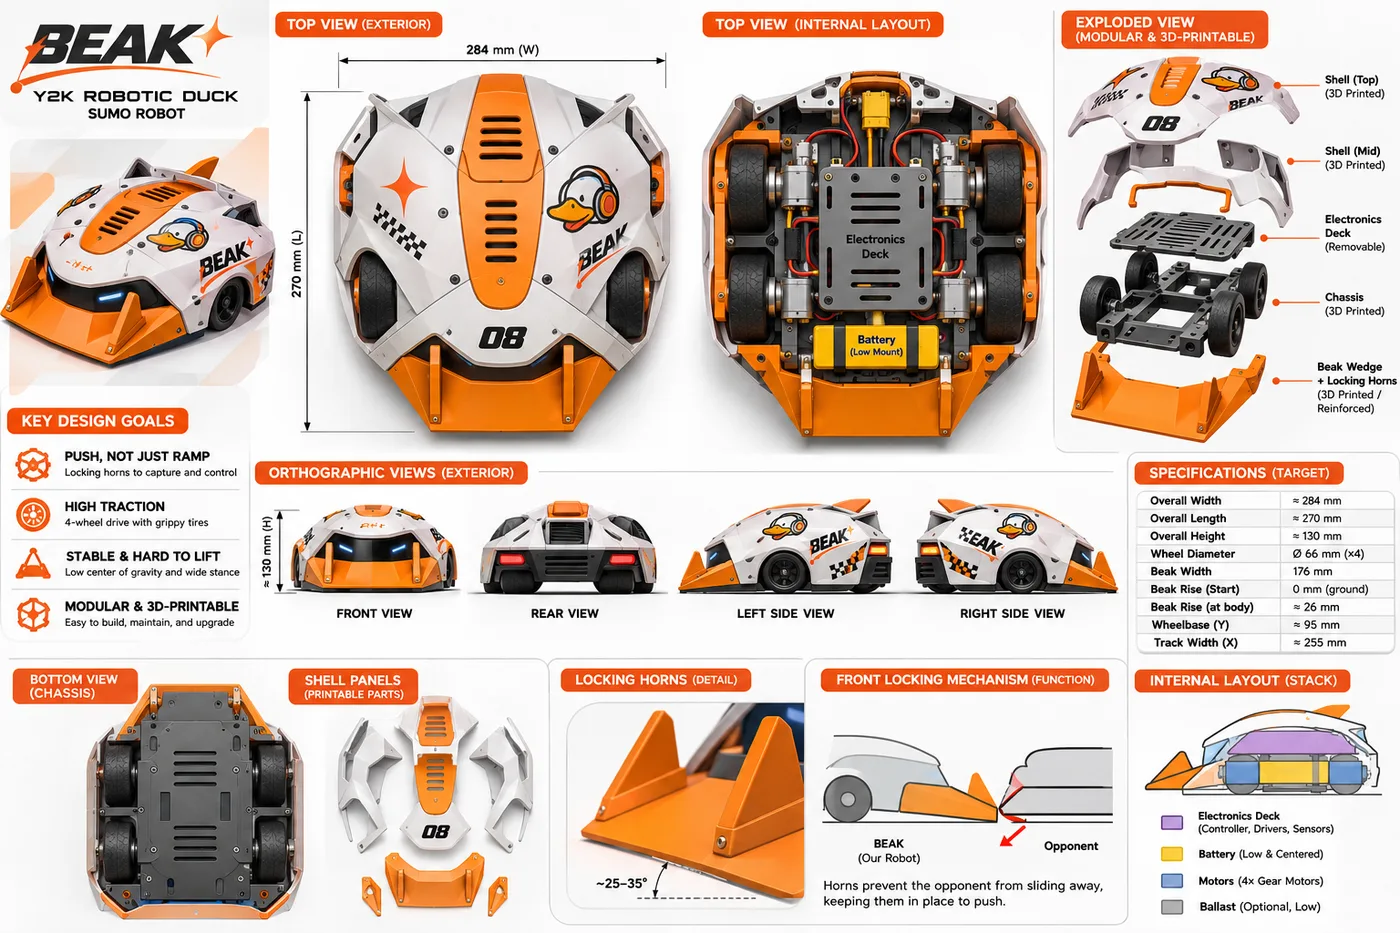 BEAK
Y2K ROBOTIC DUCK
SUMO ROBOT
TOP VIEW (EXTERIOR)
284 mm (W)
270 mm (L)
BEAK
08
TOP VIEW (INTERNAL LAYOUT)
Electronics
Deck
Battery
(Low Mount)
EXPLODED VIEW
(MODULAR & 3D-PRINTABLE)
BEAK
08
Shell (Top)
(3D Printed)
Shell (Mid)
(3D Printed)
Electronics
Deck
(Removable)
Chassis
(3D Printed)
Beak Wedge
+ Locking Horns
(3D Printed /
Reinforced)
BEAK
KEY DESIGN GOALS
PUSH, NOT JUST RAMP
Locking horns to capture and control
HIGH TRACTION
4-wheel drive with grippy tires
STABLE & HARD TO LIFT
Low center of gravity and wide stance
MODULAR & 3D-PRINTABLE
Easy to build, maintain, and upgrade
ORTHOGRAPHIC VIEWS (EXTERIOR)
≈130 mm (H)
FRONT VIEW
REAR VIEW
BEAK
LEFT SIDE VIEW
EAK
RIGHT SIDE VIEW
SPECIFICATIONS (TARGET)
Overall Width ≈ 284 mm
Overall Length ≈ 270 mm
Overall Height ≈ 130 mm
Wheel Diameter Ø 66 mm (×4)
Beak Width 176 mm
Beak Rise (Start) 0 mm (ground)
Beak Rise (at body) ≈ 26 mm
Wheelbase (Y) ≈ 95 mm
Track Width (X) ≈ 255 mm
BOTTOM VIEW
(CHASSIS)
SHELL PANELS
(PRINTABLE PARTS)
08
LOCKING HORNS (DETAIL)
~25–35°
FRONT LOCKING MECHANISM (FUNCTION)
BEAK
(Our Robot)
Opponent
Horns prevent the opponent from sliding away,
keeping them in place to push.
INTERNAL LAYOUT (STACK)
Electronics Deck
(Controller, Drivers, Sensors)
Battery (Low & Centered)
Motors (4× Gear Motors)
Ballast (Optional, Low)